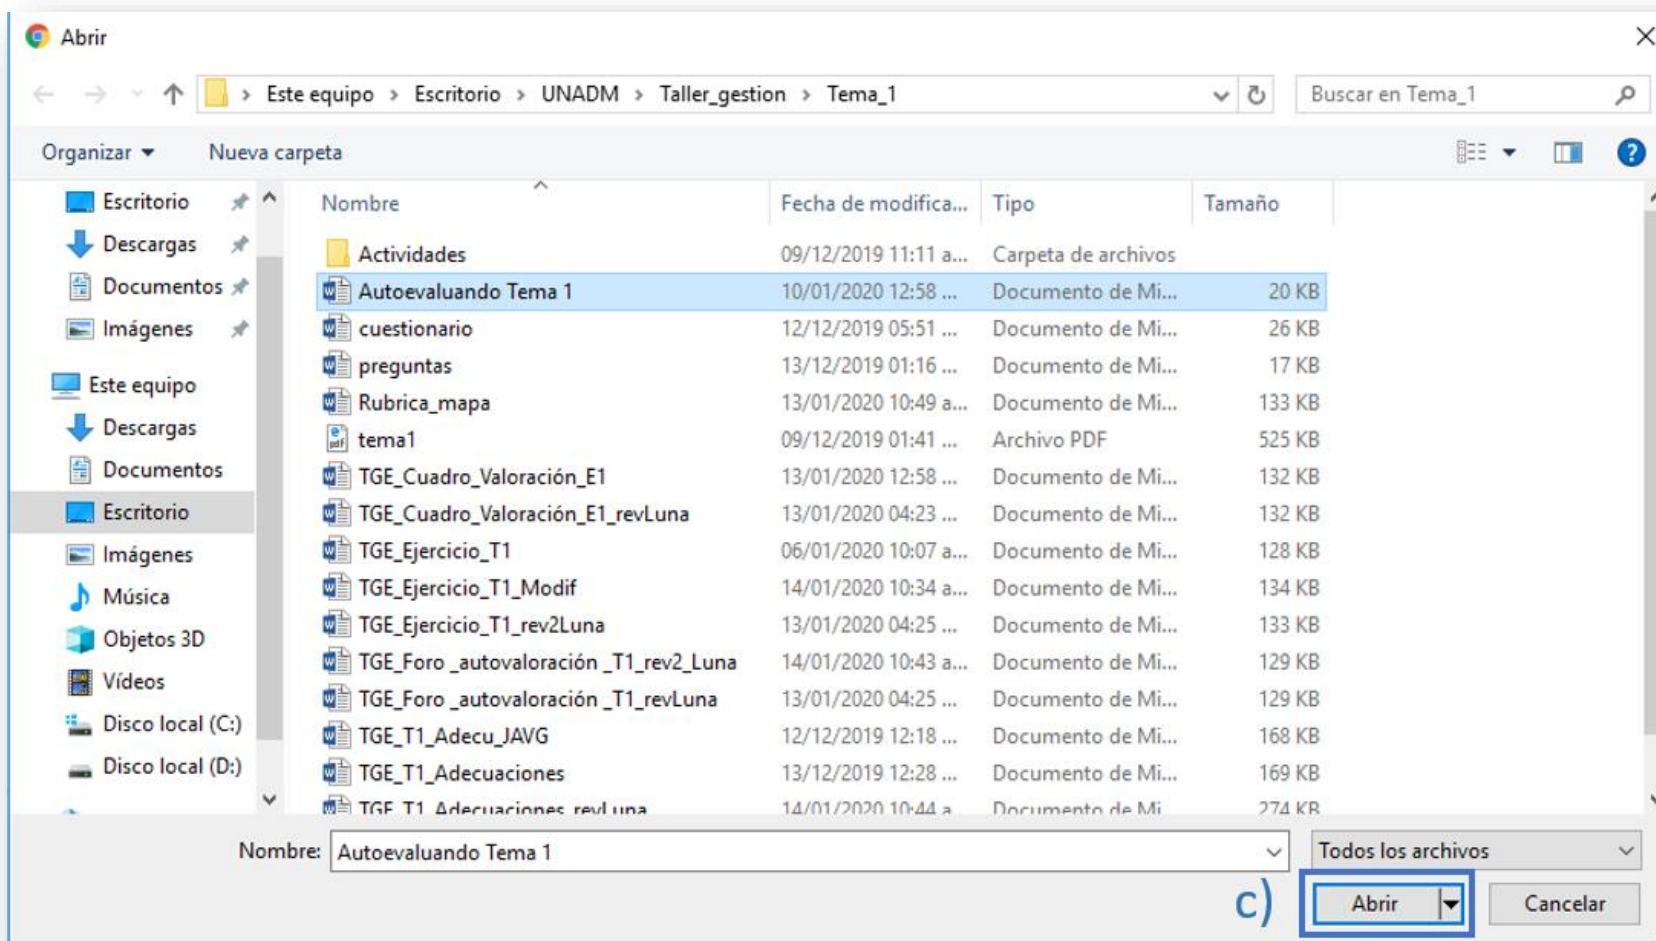 Abrir
Este equipo > Escritorio > UNADM > Taller_gestion > Tema_1
Buscar en Tema_1
Organizar
Nueva carpeta
Escritorio
Descargas
Documentos
Imágenes
Este equipo
Descargas
Documentos
Escritorio
Imágenes
Música
Objetos 3D
Vídeos
Disco local (C:)
Disco local (D:)
Nombre Fecha de modifica... Tipo Tamaño
Actividades 09/12/2019 11:11 a... Carpeta de archivos
Autoevaluando Tema 1 10/01/2020 12:58 ... Documento de Mi... 20 KB
cuestionario 12/12/2019 05:51 ... Documento de Mi... 26 KB
preguntas 13/12/2019 01:16 ... Documento de Mi... 17 KB
Rubrica_mapa 13/01/2020 10:49 a... Documento de Mi... 133 KB
tema1 09/12/2019 01:41 ... Archivo PDF 525 KB
TGE_Cuadro_Valoración_E1 13/01/2020 12:58 ... Documento de Mi... 132 KB
TGE_Cuadro_Valoración_E1_revLuna 13/01/2020 04:23 ... Documento de Mi... 132 KB
TGE_Ejercicio_T1 06/01/2020 10:07 a... Documento de Mi... 128 KB
TGE_Ejercicio_T1_Modif 14/01/2020 10:34 a... Documento de Mi... 134 KB
TGE_Ejercicio_T1_rev2Luna 13/01/2020 04:25 ... Documento de Mi... 133 KB
TGE_Foro _autovaloración _T1_rev2_Luna 14/01/2020 10:43 a... Documento de Mi... 129 KB
TGE_Foro _autovaloración _T1_revLuna 13/01/2020 04:25 ... Documento de Mi... 129 KB
TGE_T1_Adecu_JAVG 12/12/2019 12:18 ... Documento de Mi... 168 KB
TGE_T1_Adecuaciones 13/12/2019 12:28 ... Documento de Mi... 169 KB
TGE_T1_Adecuaciones_revLuna 14/01/2020 10:44 a... Documento de Mi... 274 KB
Nombre: Autoevaluando Tema 1 Todos los archivos
c) Abrir Cancelar